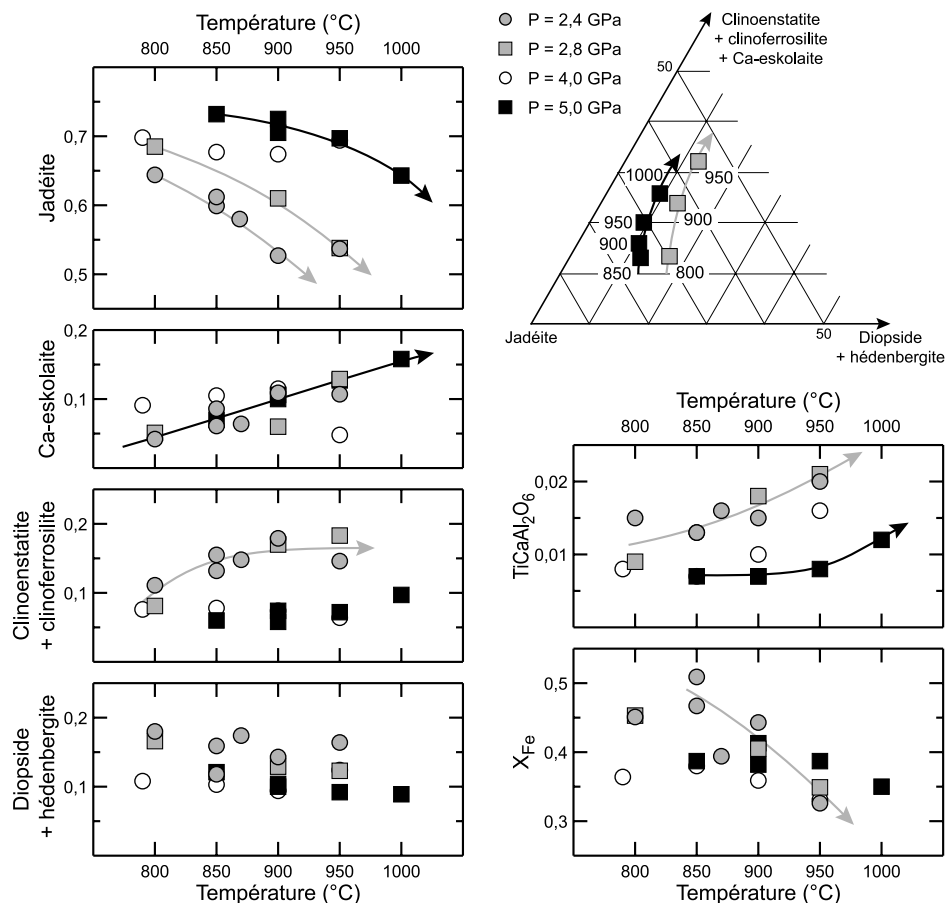 Température (°C)
800 850 900 950 1000
Jadéite
0,7
0,6
0,5
Ca-eskolaite
0,2
0,1
Clinoenstatite
+ clinoferrosilite
0,2
0,1
Diopside
+ hédenbergite
0,2
0,1
800 850 900 950 1000
Température (°C)
P = 2,4 GPa
P = 2,8 GPa
P = 4,0 GPa
P = 5,0 GPa
Clinoenstatite
+ clinoferrosilite
+ Ca-eskolaite
50
1000
950
950
900
900
850
800
Jadéite
50
Diopside
+ hédenbergite
Température (°C)
800 850 900 950 1000
TiCaAl2O6
0,02
0,01
XFe
0,5
0,4
0,3
800 850 900 950 1000
Température (°C)